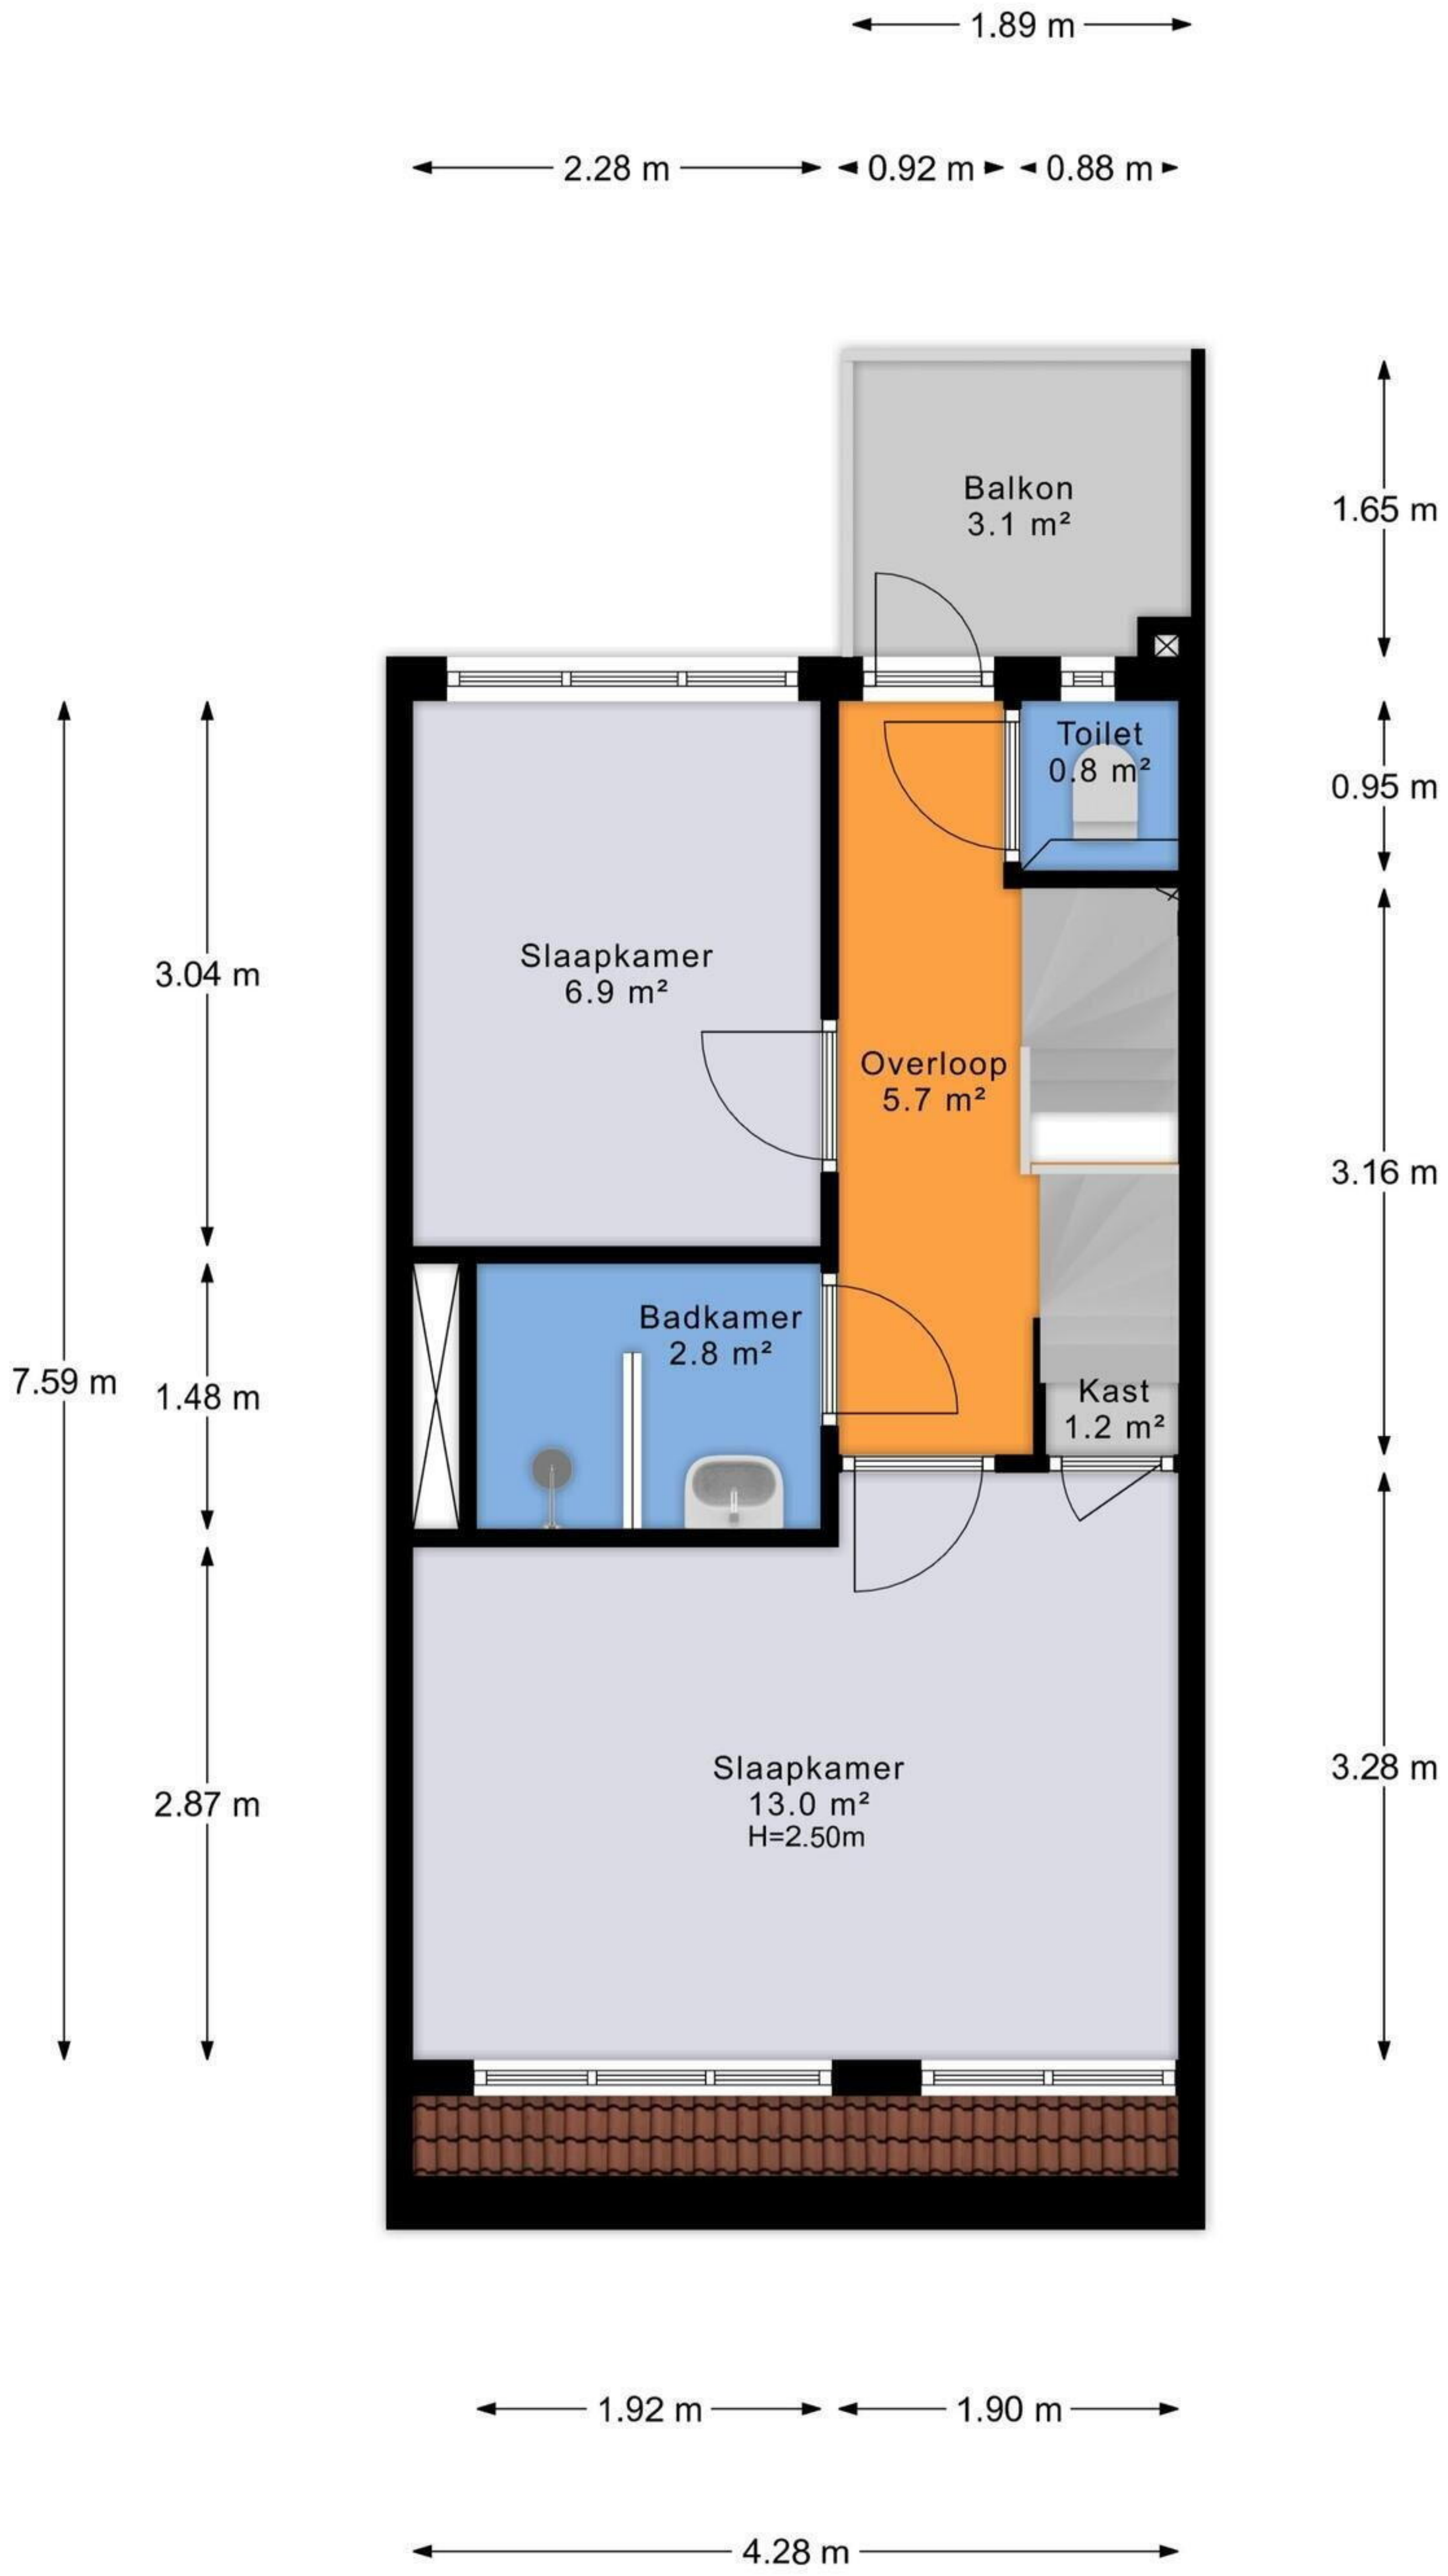 1.89 m
2.28 m
0.92 m
0.88 m
Balkon
3.1 m²
1.65 m
Toilet
0.8 m²
0.95 m
Slaapkamer
6.9 m²
3.04 m
Overloop
5.7 m²
3.16 m
Badkamer
2.8 m²
7.59 m
1.48 m
Kast
1.2 m²
Slaapkamer
13.0 m²
H=2.50m
2.87 m
3.28 m
1.92 m
1.90 m
4.28 m